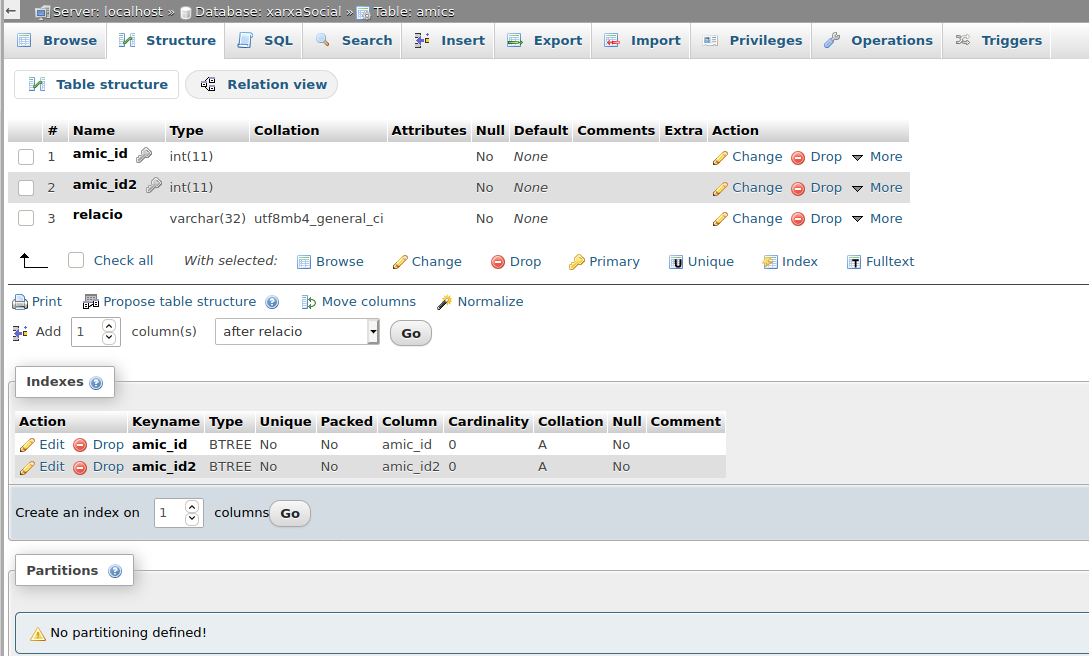 ← Server: localhost » Database: xarxaSocial » Table: amics
Browse Structure SQL Search Insert Export Import Privileges Operations Triggers
Table structure Relation view
# Name Type Collation Attributes Null Default Comments Extra Action
1 amic_id int(11) No None Change Drop More
2 amic_id2 int(11) No None Change Drop More
3 relacio varchar(32) utf8mb4_general_ci No None Change Drop More
Check all With selected: Browse Change Drop Primary U Unique Index T Fulltext
Print Propose table structure ? Move columns Normalize
Add 1 column(s) after relacio Go
Indexes ?
Action Keyname Type Unique Packed Column Cardinality Collation Null Comment
Edit Drop amic_id BTREE No No amic_id 0 A No
Edit Drop amic_id2 BTREE No No amic_id2 0 A No
Create an index on 1 columns Go
Partitions ?
No partitioning defined!